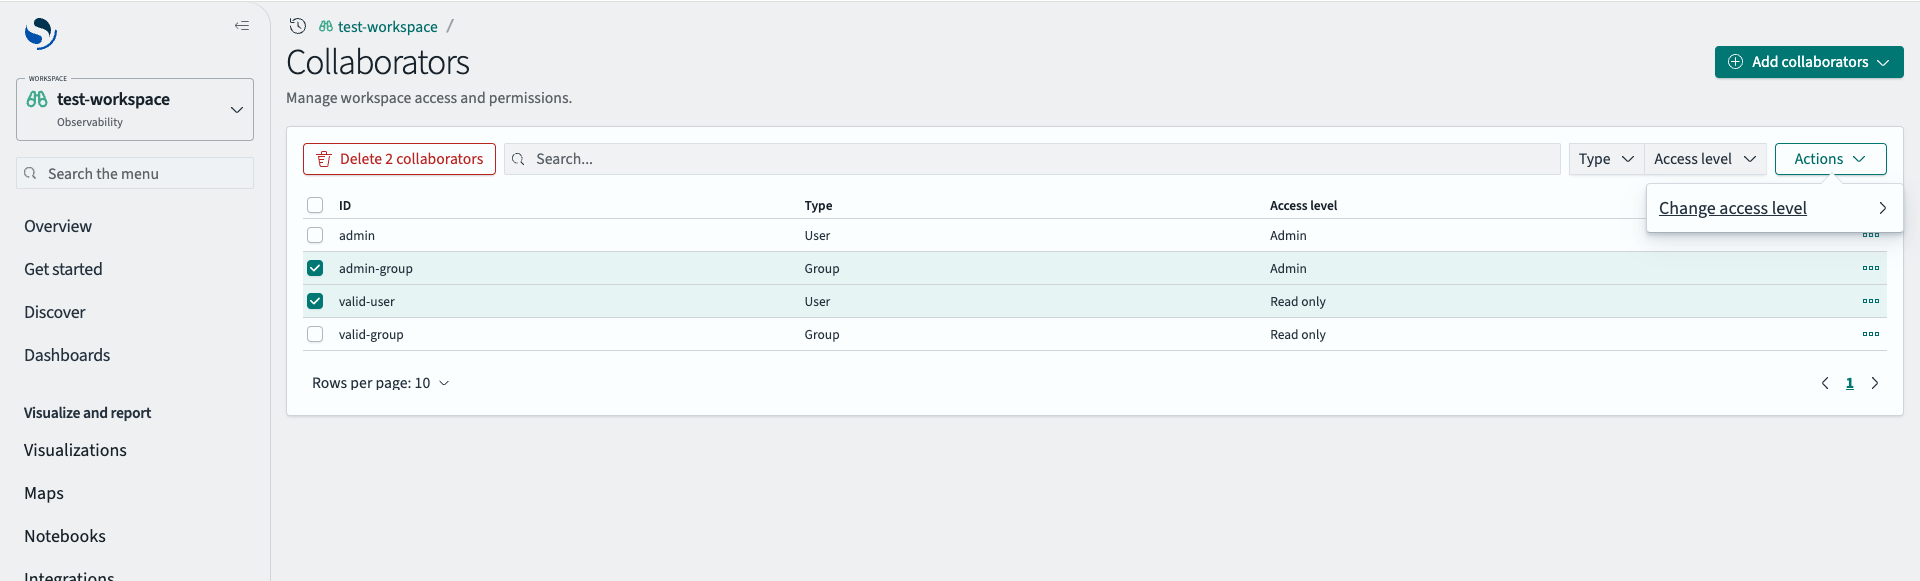 test-workspace /
Collaborators
Manage workspace access and permissions.
Add collaborators
WORKSPACE
test-workspace
Observability
Search the menu
Overview
Get started
Discover
Dashboards
Visualize and report
Visualizations
Maps
Notebooks
Integrations
Delete 2 collaborators
Search...
Type
Access level
Actions
Change access level
ID Type Access level
admin User Admin
admin-group Group Admin
valid-user User Read only
valid-group Group Read only
Rows per page: 10
1